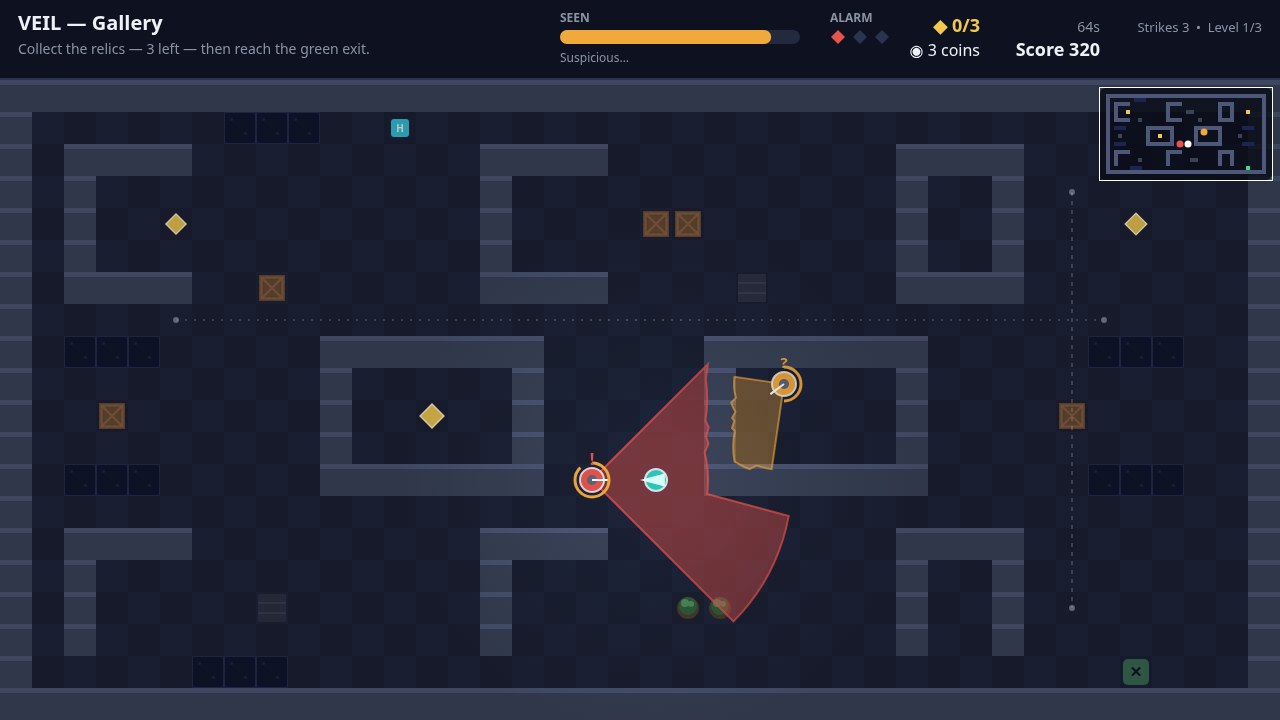 VEIL — Gallery
Collect the relics — 3 left — then reach the green exit.
SEEN
Suspicious...
ALARM
◆ 0/3
◉ 3 coins
64s
Score 320
Strikes 3 • Level 1/3
H
?
!
×